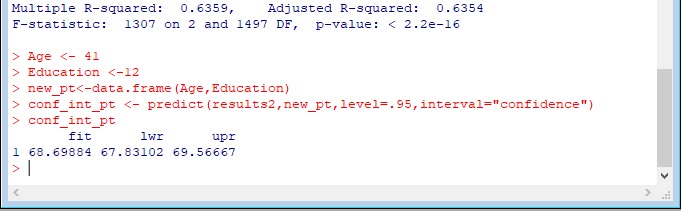 Multiple R-squared:  0.6359,    Adjusted R-squared:  0.6354
F-statistic:  1307 on 2 and 1497 DF,  p-value: < 2.2e-16
> Age <- 41
> Education <-12
> new_pt<-data.frame(Age,Education)
> conf_int_pt <- predict(results2,new_pt,level=.95,interval="confidence")
> conf_int_pt
       fit      lwr      upr
1 68.69884 67.83102 69.56667
>